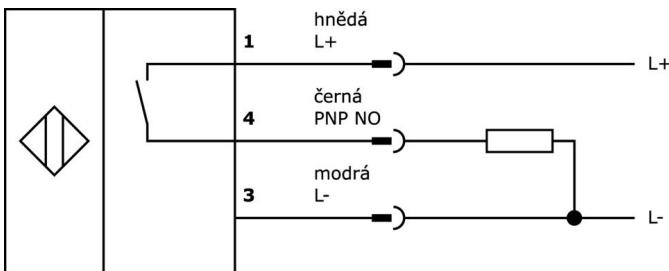 hnědá
1 L+
L+
černá
4 PNP NO
modrá
3 L-
L-